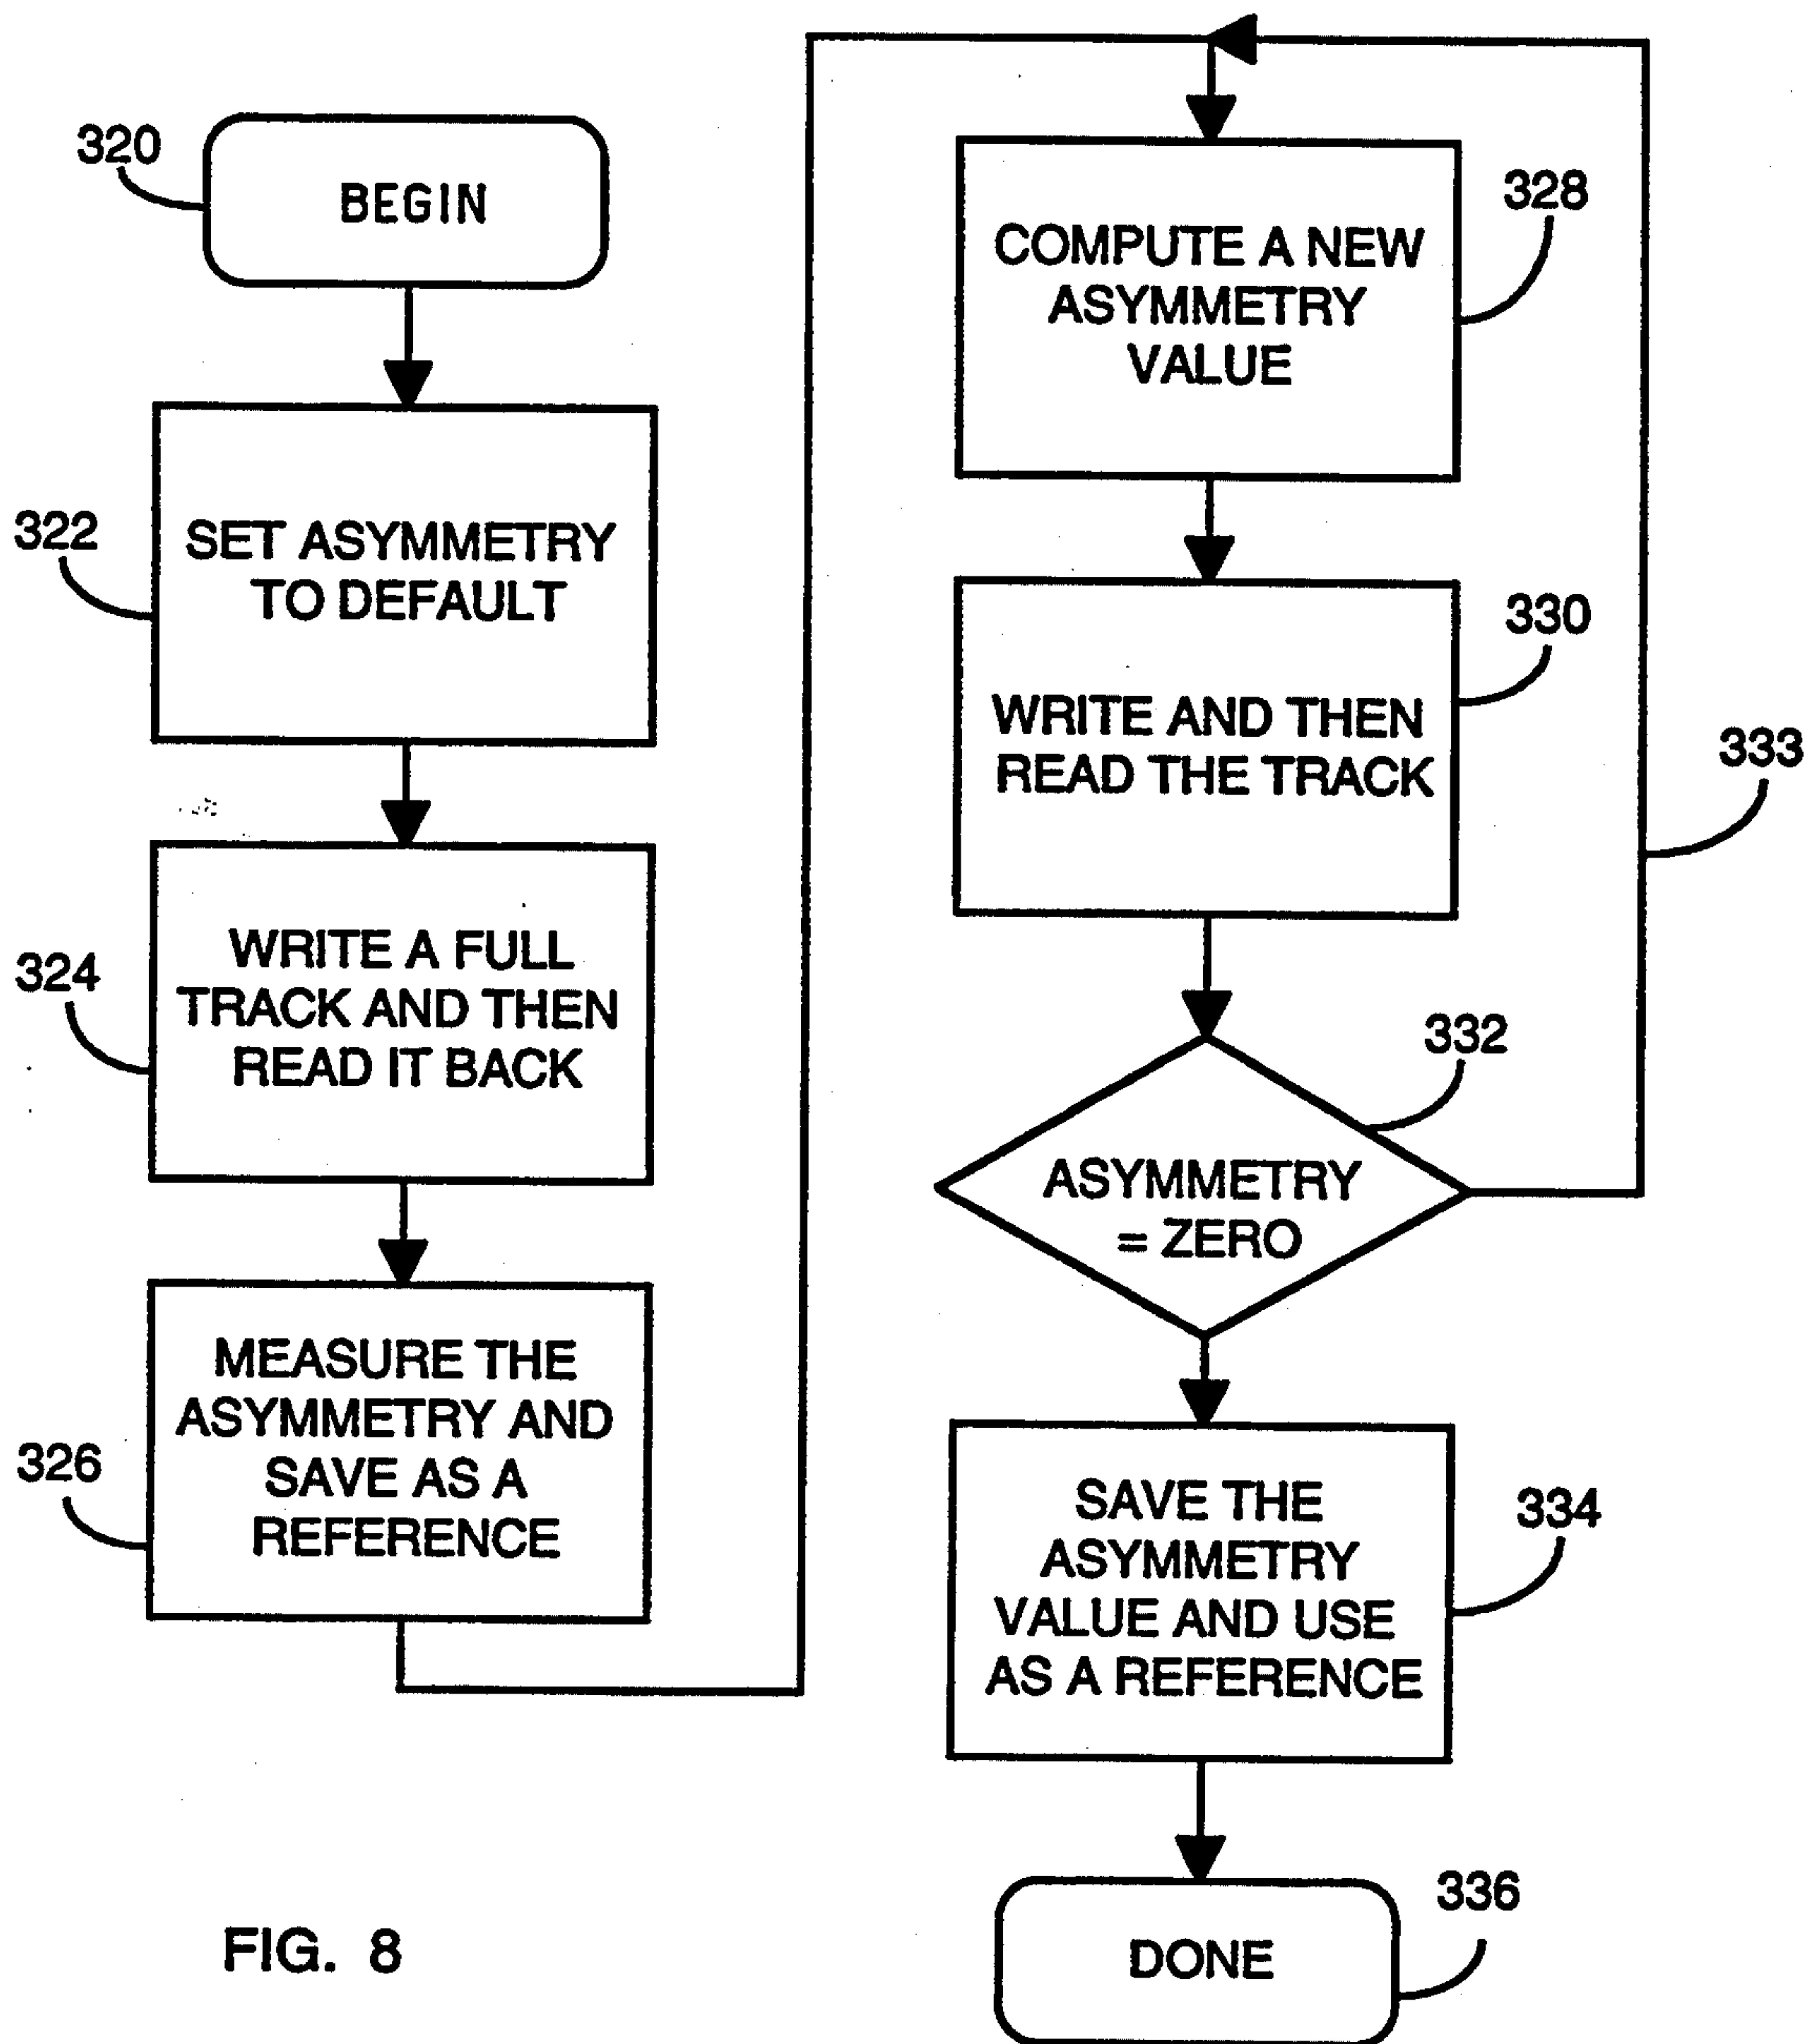 320
BEGIN
322
SET ASYMMETRY
TO DEFAULT
324
WRITE A FULL
TRACK AND THEN
READ IT BACK
326
MEASURE THE
ASYMMETRY AND
SAVE AS A
REFERENCE
328
COMPUTE A NEW
ASYMMETRY
VALUE
330
WRITE AND THEN
READ THE TRACK
333
332
ASYMMETRY
= ZERO
334
SAVE THE
ASYMMETRY
VALUE AND USE
AS A REFERENCE
336
DONE
FIG. 8